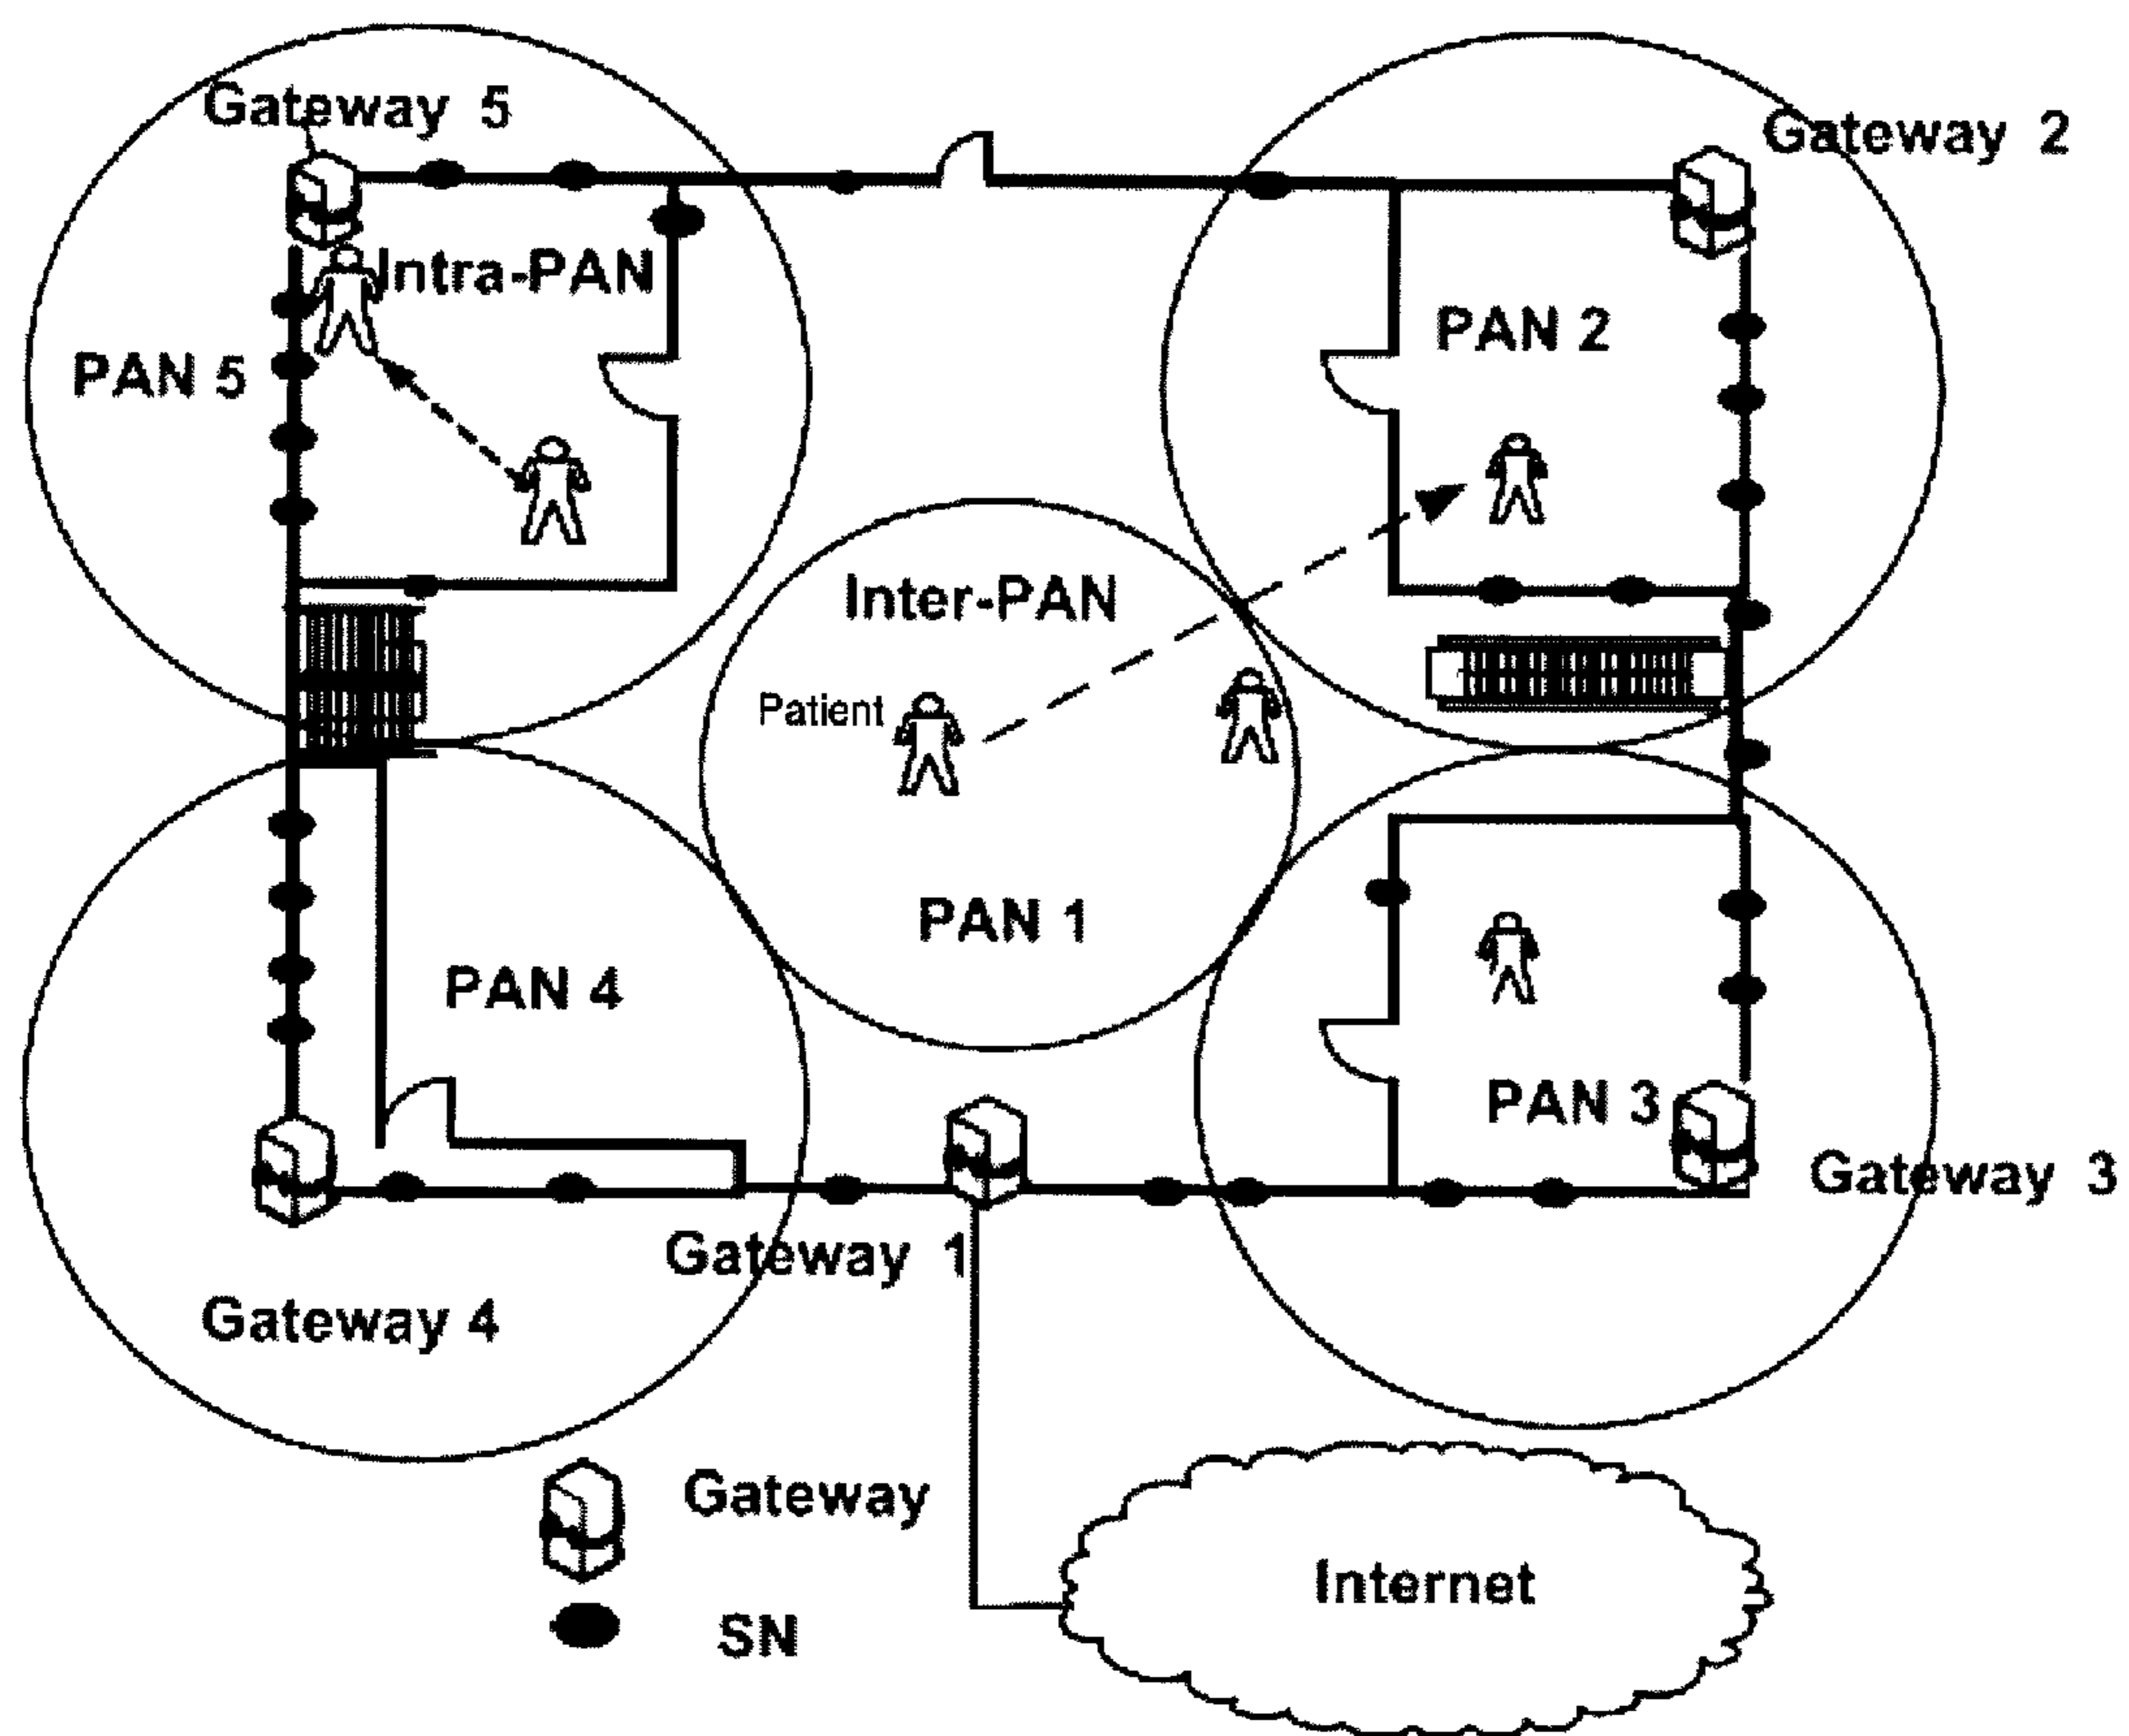 Gateway 5
Gateway 2
Intra-PAN
PAN 2
PAN 5
Inter-PAN
Patient
PAN 1
PAN 4
PAN 3
Gateway 3
Gateway 1
Gateway 4
Gateway
Internet
SN